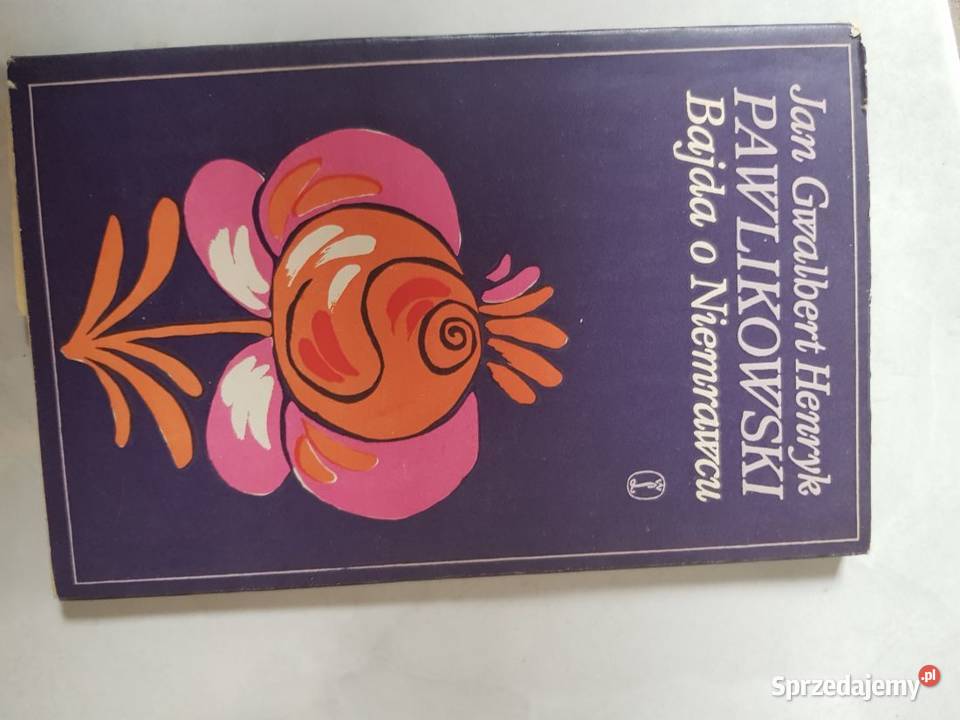 Jan Gwalbert Henryk
PAWLIKOWSKI
Bajda o Niemrawcu
Sprzedajemy.pl